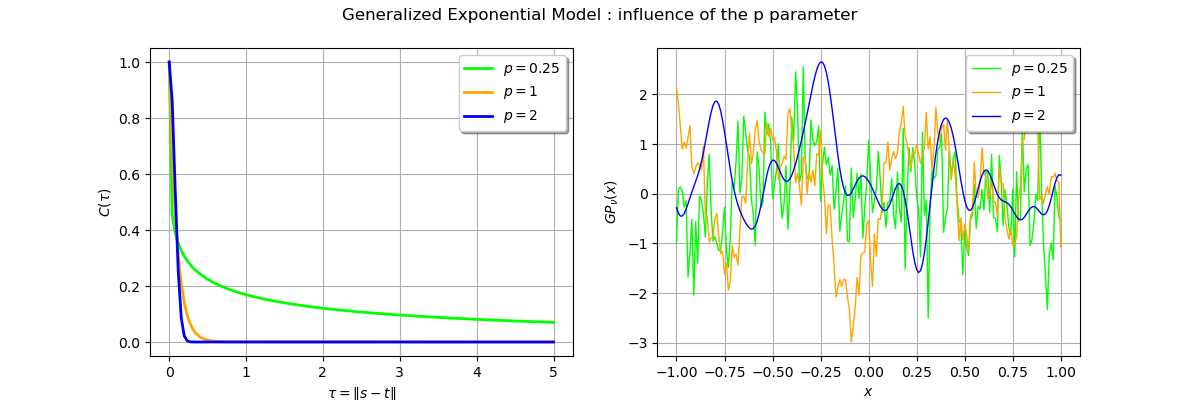 Generalized Exponential Model : influence of the p parameter
C(τ)
1.0
0.8
0.6
0.4
0.2
0.0
0 1 2 3 4 5
τ = ‖s − t‖
p = 0.25
p = 1
p = 2
GPν(x)
2
1
0
−1
−2
−3
−1.00 −0.75 −0.50 −0.25 0.00 0.25 0.50 0.75 1.00
x
p = 0.25
p = 1
p = 2